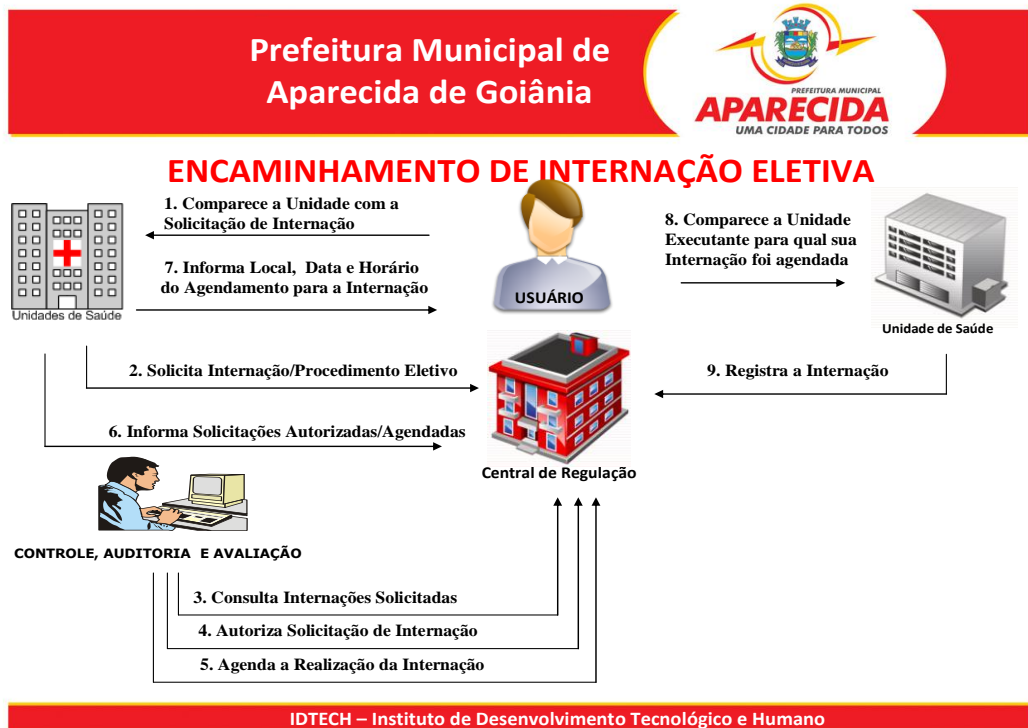 Prefeitura Municipal de
Aparecida de Goiânia
PREFEITURA MUNICIPAL
APARECIDA
UMA CIDADE PARA TODOS
ENCAMINHAMENTO DE INTERNAÇÃO ELETIVA
1. Comparece a Unidade com a
Solicitação de Internação
7. Informa Local, Data e Horário
do Agendamento para a Internação
Unidades de Saúde
USUÁRIO
8. Comparece a Unidade
Executante para qual sua
Internação foi agendada
Unidade de Saúde
2. Solicita Internação/Procedimento Eletivo
9. Registra a Internação
6. Informa Solicitações Autorizadas/Agendadas
Central de Regulação
CONTROLE, AUDITORIA E AVALIAÇÃO
3. Consulta Internações Solicitadas
4. Autoriza Solicitação de Internação
5. Agenda a Realização da Internação
IDTECH – Instituto de Desenvolvimento Tecnológico e Humano